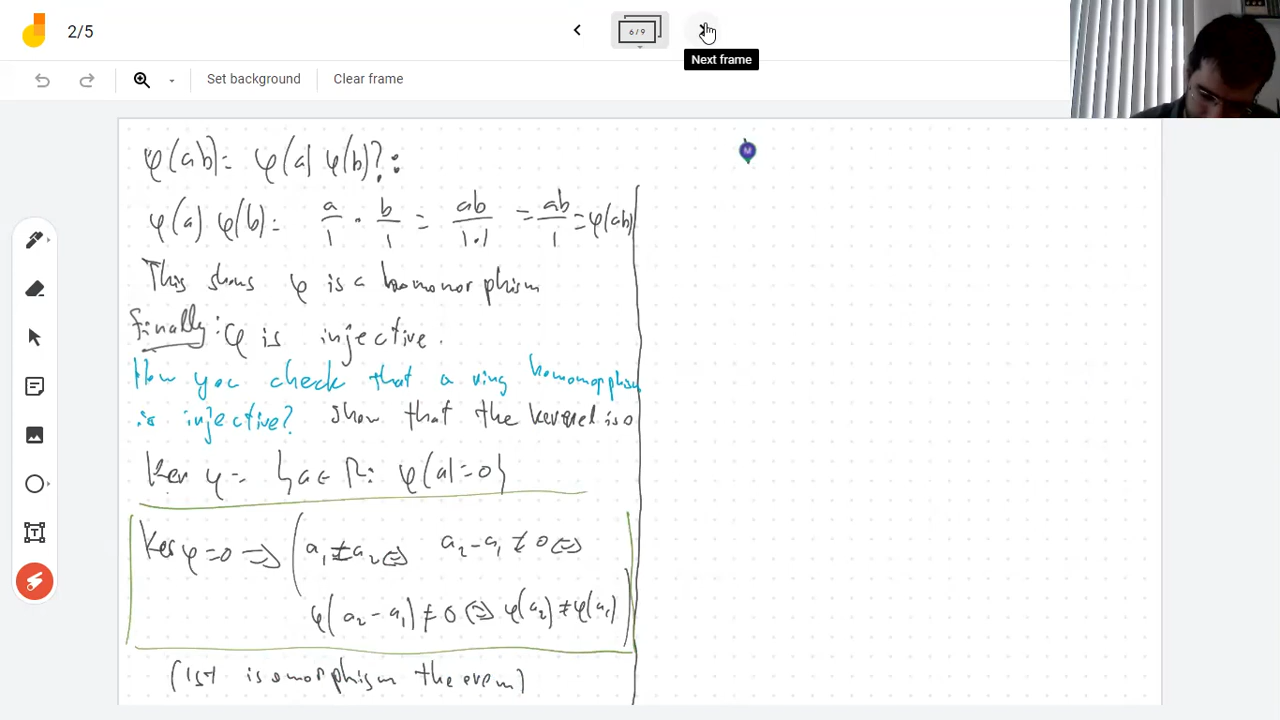 2/5
6/9
Next frame
Set background
Clear frame
M
φ(ab) = φ(a) φ(b)?:
φ(a) φ(b) = a/1 · b/1 = ab/1·1 = ab/1 = φ(ab)
This shows φ is a homomorphism
Finally: φ is injective.
How you check that a ring homomorphism
is injective? Show that the kernel is 0
Ker φ = {a ∈ R: φ(a) = 0}
Ker φ = 0 ⇒ (a₁ ≠ a₂ ⇔ a₂ - a₁ ≠ 0 ⇔
φ(a₂ - a₁) ≠ 0 ⇔ φ(a₂) ≠ φ(a₁))
(1st isomorphism theorem)